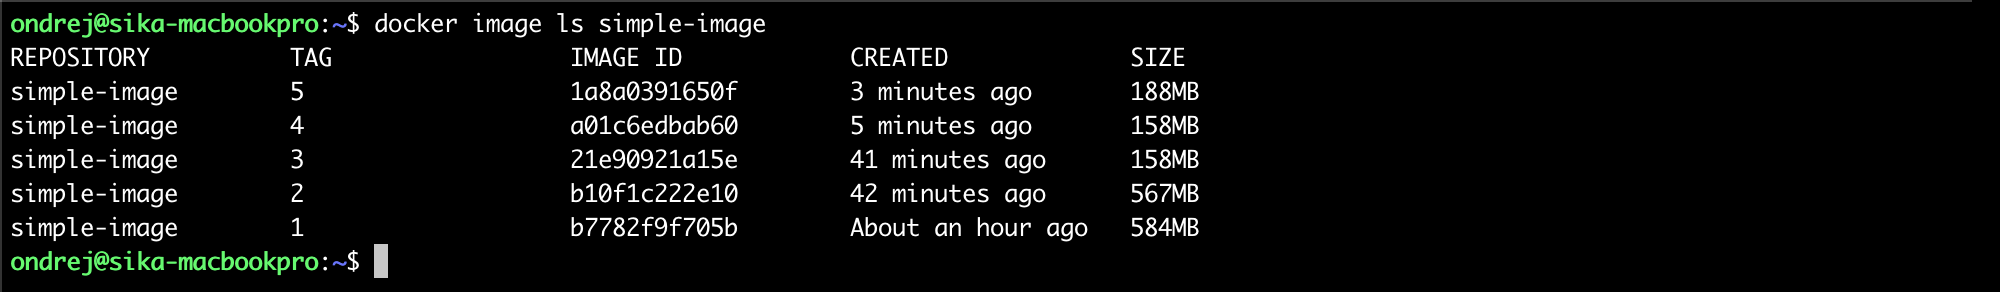 ondrej@sika-macbookpro:~$ docker image ls simple-image
REPOSITORY TAG IMAGE ID CREATED SIZE
simple-image 5 1a8a0391650f 3 minutes ago 188MB
simple-image 4 a01c6edbab60 5 minutes ago 158MB
simple-image 3 21e90921a15e 41 minutes ago 158MB
simple-image 2 b10f1c222e10 42 minutes ago 567MB
simple-image 1 b7782f9f705b About an hour ago 584MB
ondrej@sika-macbookpro:~$